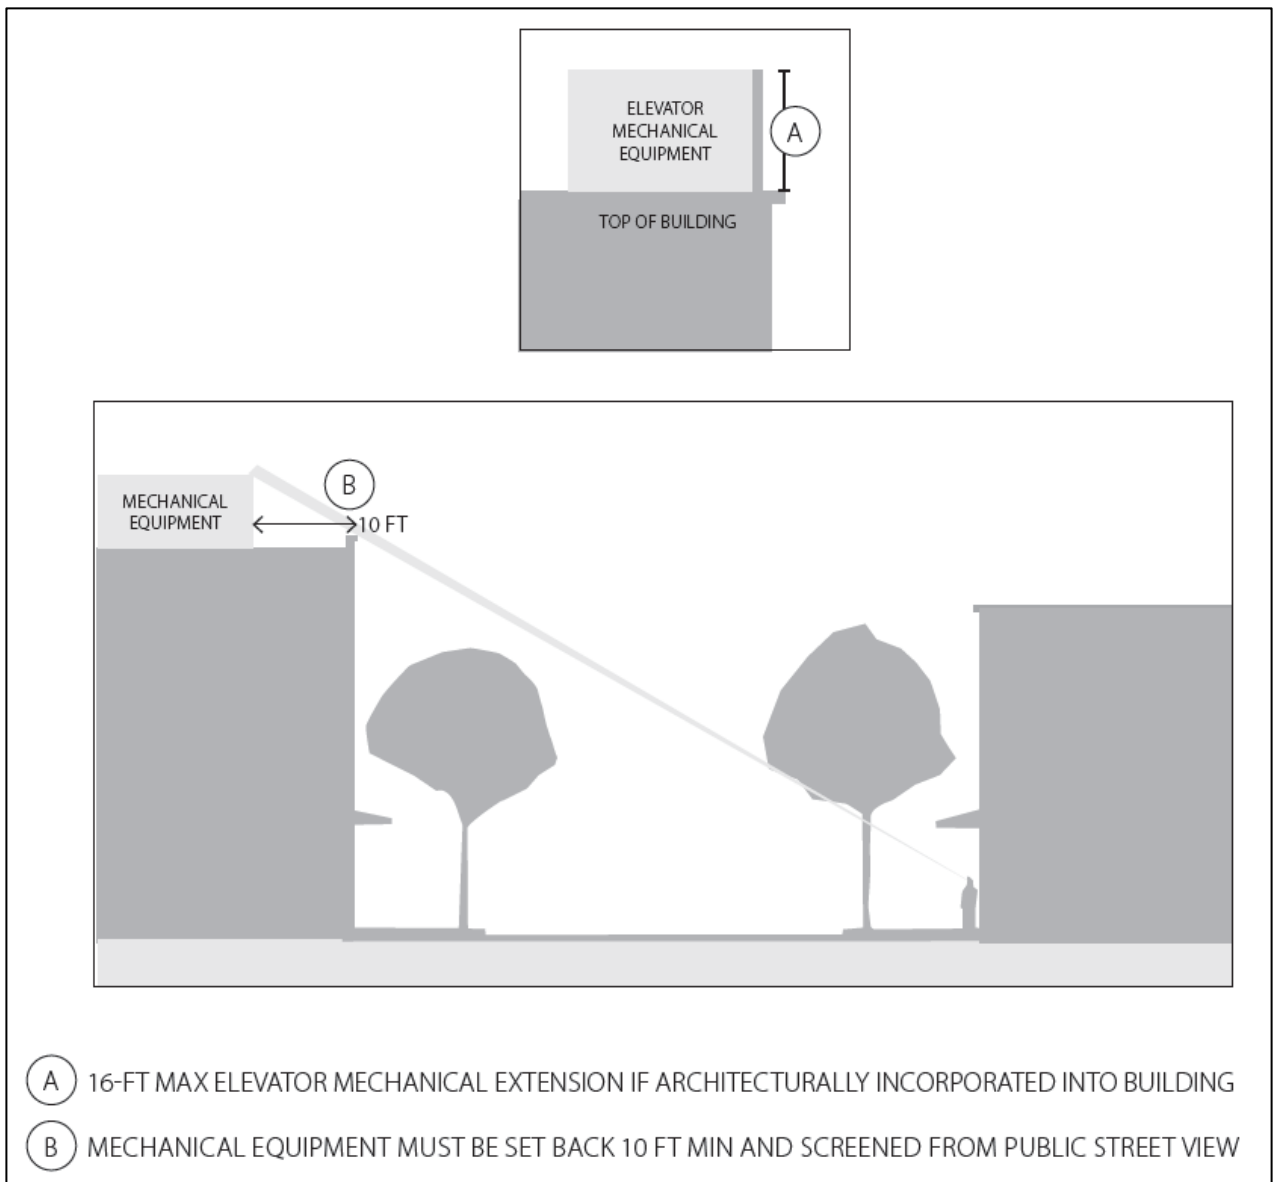 ELEVATOR
MECHANICAL
EQUIPMENT
A
TOP OF BUILDING
B
MECHANICAL
EQUIPMENT
10 FT
A 16-FT MAX ELEVATOR MECHANICAL EXTENSION IF ARCHITECTURALLY INCORPORATED INTO BUILDING
B MECHANICAL EQUIPMENT MUST BE SET BACK 10 FT MIN AND SCREENED FROM PUBLIC STREET VIEW